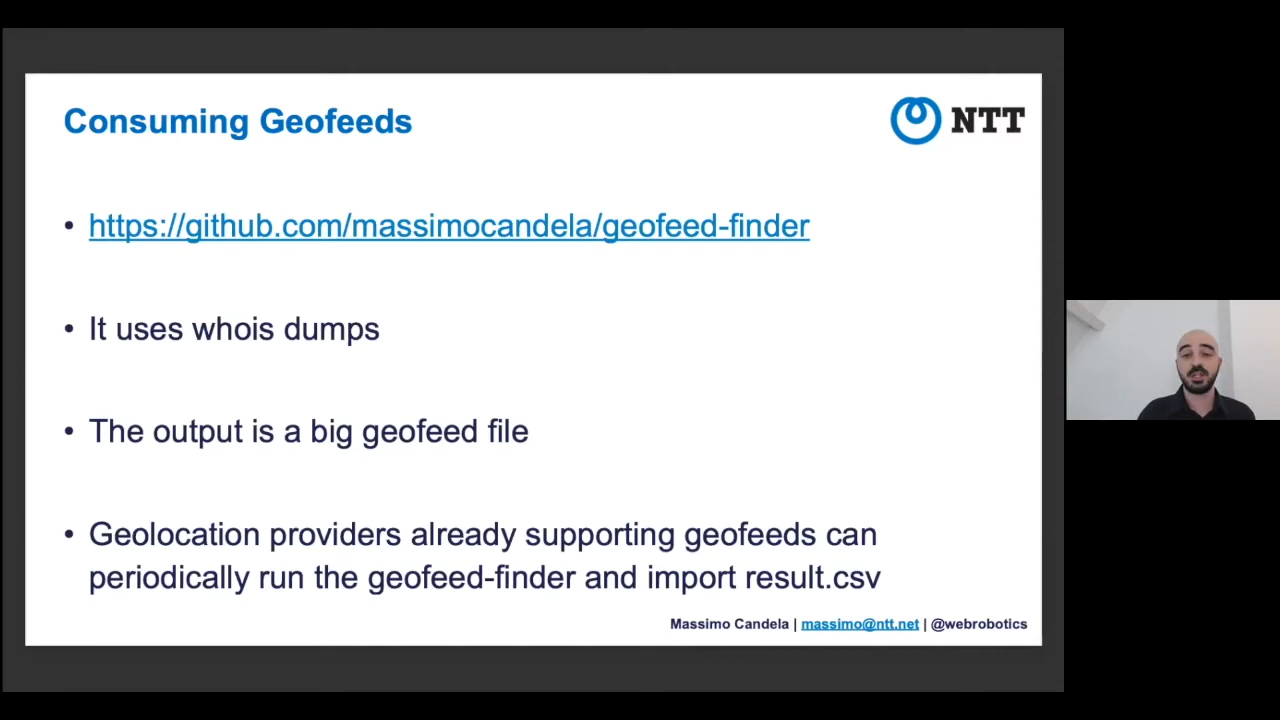 Consuming Geofeeds
NTT
• https://github.com/massimocandela/geofeed-finder
• It uses whois dumps
• The output is a big geofeed file
• Geolocation providers already supporting geofeeds can
periodically run the geofeed-finder and import result.csv
Massimo Candela | massimo@ntt.net | @webrobotics